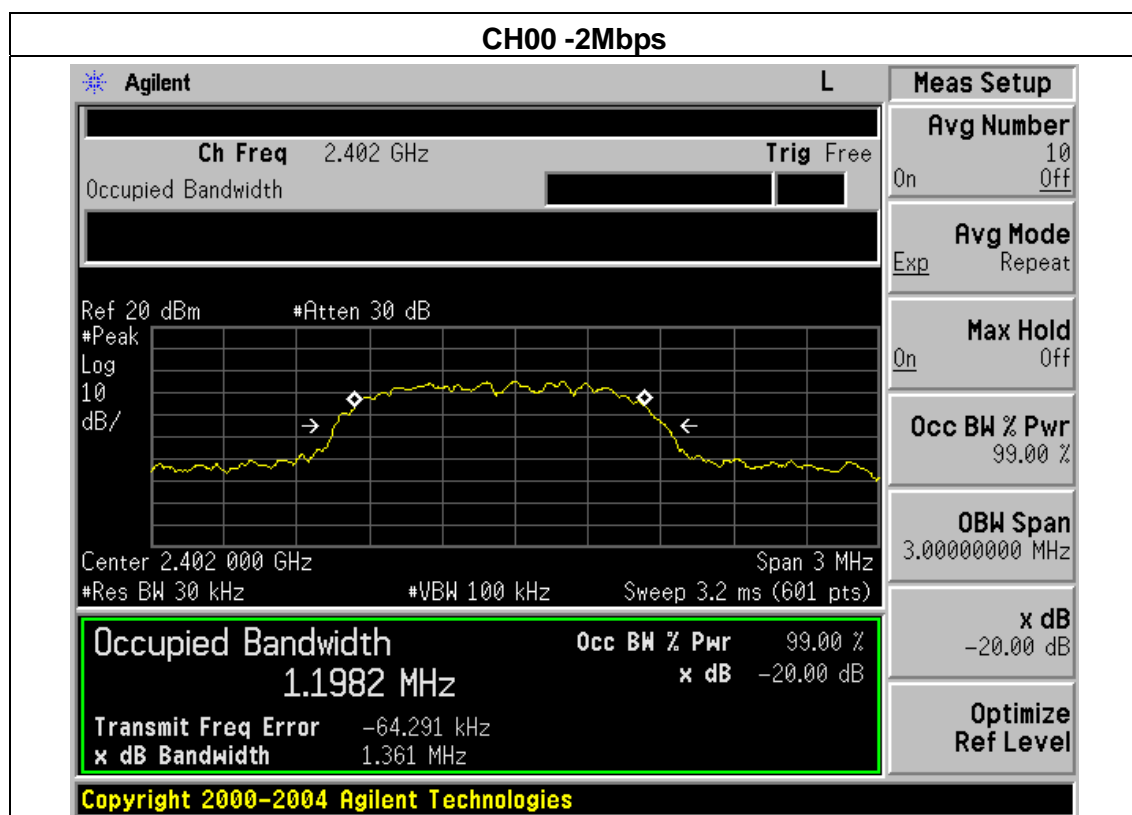 CH00 -2Mbps
Agilent L
Meas Setup
Ch Freq 2.402 GHz Trig Free
Occupied Bandwidth
Avg Number
10
On Off
Avg Mode
Exp Repeat
Ref 20 dBm #Atten 30 dB
#Peak
Log
10
dB/
Max Hold
On Off
Occ BW % Pwr
99.00 %
OBW Span
3.00000000 MHz
Center 2.402 000 GHz Span 3 MHz
#Res BW 30 kHz #VBW 100 kHz Sweep 3.2 ms (601 pts)
x dB
-20.00 dB
Occupied Bandwidth Occ BW % Pwr 99.00 %
1.1982 MHz x dB -20.00 dB
Transmit Freq Error -64.291 kHz
x dB Bandwidth 1.361 MHz
Optimize
Ref Level
Copyright 2000-2004 Agilent Technologies